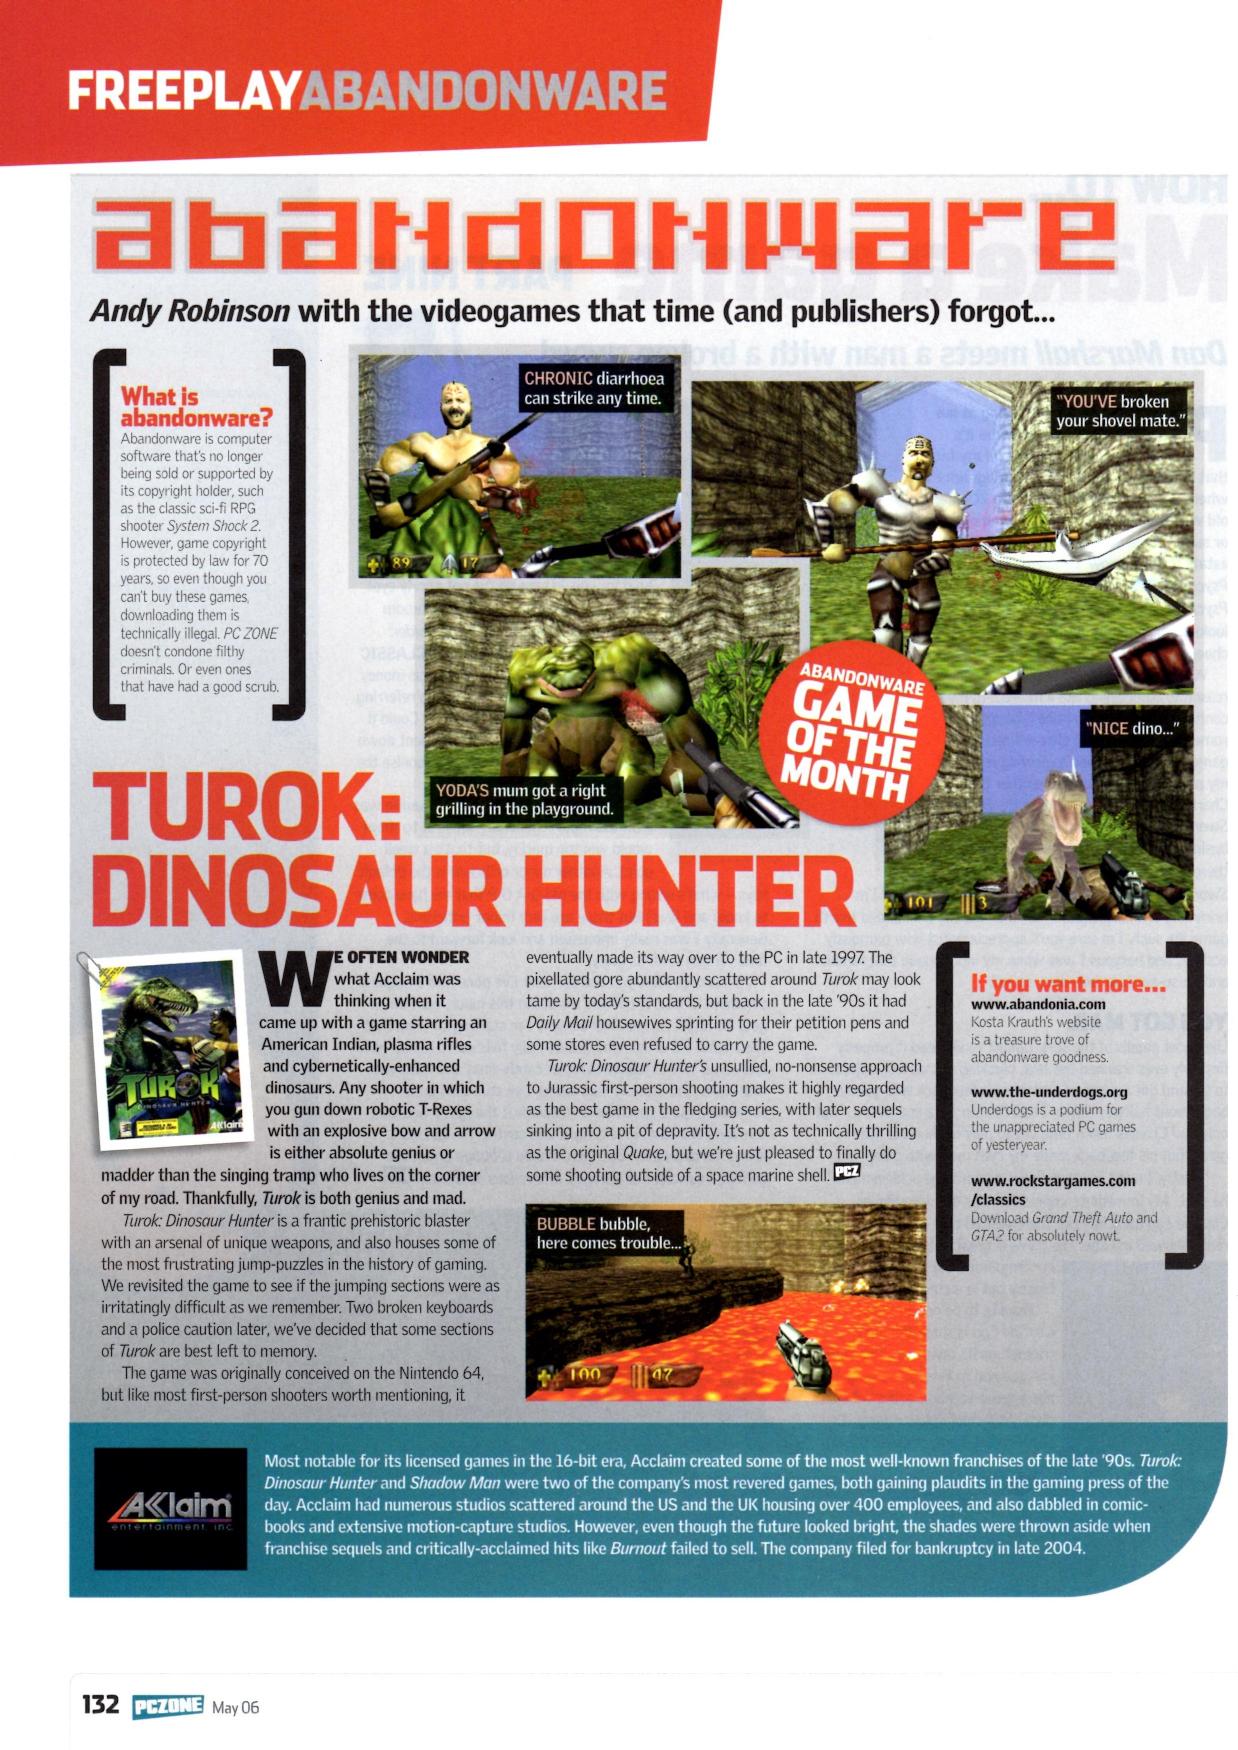 FREEPLAYABANDONWARE
abandonware
Andy Robinson with the videogames that time (and publishers) forgot...
What is
abandonware?
Abandonware is computer
software that's no longer
being sold or supported by
its copyright holder, such
as the classic sci-fi RPG
shooter System Shock 2.
However, game copyright
is protected by law for 70
years, so even though you
can't buy these games,
downloading them is
technically illegal. PC ZONE
doesn't condone filthy
criminals. Or even ones
that have had a good scrub.
CHRONIC diarrhoea
can strike any time.
89 17
"YOU'VE broken
your shovel mate."
YODA'S mum got a right
grilling in the playground.
ABANDONWARE
GAME
OF THE
MONTH
"NICE dino..."
101 3
TUROK:
DINOSAUR HUNTER
TUROK
DINOSAUR HUNTER
AKlaim
WE OFTEN WONDER
what Acclaim was
thinking when it
came up with a game starring an
American Indian, plasma rifles
and cybernetically-enhanced
dinosaurs. Any shooter in which
you gun down robotic T-Rexes
with an explosive bow and arrow
is either absolute genius or
madder than the singing tramp who lives on the corner
of my road. Thankfully, Turok is both genius and mad.
Turok: Dinosaur Hunter is a frantic prehistoric blaster
with an arsenal of unique weapons, and also houses some of
the most frustrating jump-puzzles in the history of gaming.
We revisited the game to see if the jumping sections were as
irritatingly difficult as we remember. Two broken keyboards
and a police caution later, we've decided that some sections
of Turok are best left to memory.
The game was originally conceived on the Nintendo 64,
but like most first-person shooters worth mentioning, it
eventually made its way over to the PC in late 1997. The
pixellated gore abundantly scattered around Turok may look
tame by today's standards, but back in the late '90s it had
Daily Mail housewives sprinting for their petition pens and
some stores even refused to carry the game.
Turok: Dinosaur Hunter's unsullied, no-nonsense approach
to Jurassic first-person shooting makes it highly regarded
as the best game in the fledging series, with later sequels
sinking into a pit of depravity. It's not as technically thrilling
as the original Quake, but we're just pleased to finally do
some shooting outside of a space marine shell. PCZ
BUBBLE bubble,
here comes trouble...
100 47
If you want more...
www.abandonia.com
Kosta Krauth's website
is a treasure trove of
abandonware goodness.
www.the-underdogs.org
Underdogs is a podium for
the unappreciated PC games
of yesteryear.
www.rockstargames.com
/classics
Download Grand Theft Auto and
GTA2 for absolutely nowt.
AKlaim
entertainment, inc.
Most notable for its licensed games in the 16-bit era, Acclaim created some of the most well-known franchises of the late '90s. Turok:
Dinosaur Hunter and Shadow Man were two of the company's most revered games, both gaining plaudits in the gaming press of the
day. Acclaim had numerous studios scattered around the US and the UK housing over 400 employees, and also dabbled in comic-
books and extensive motion-capture studios. However, even though the future looked bright, the shades were thrown aside when
franchise sequels and critically-acclaimed hits like Burnout failed to sell. The company filed for bankruptcy in late 2004.
132 PCZONE May 06